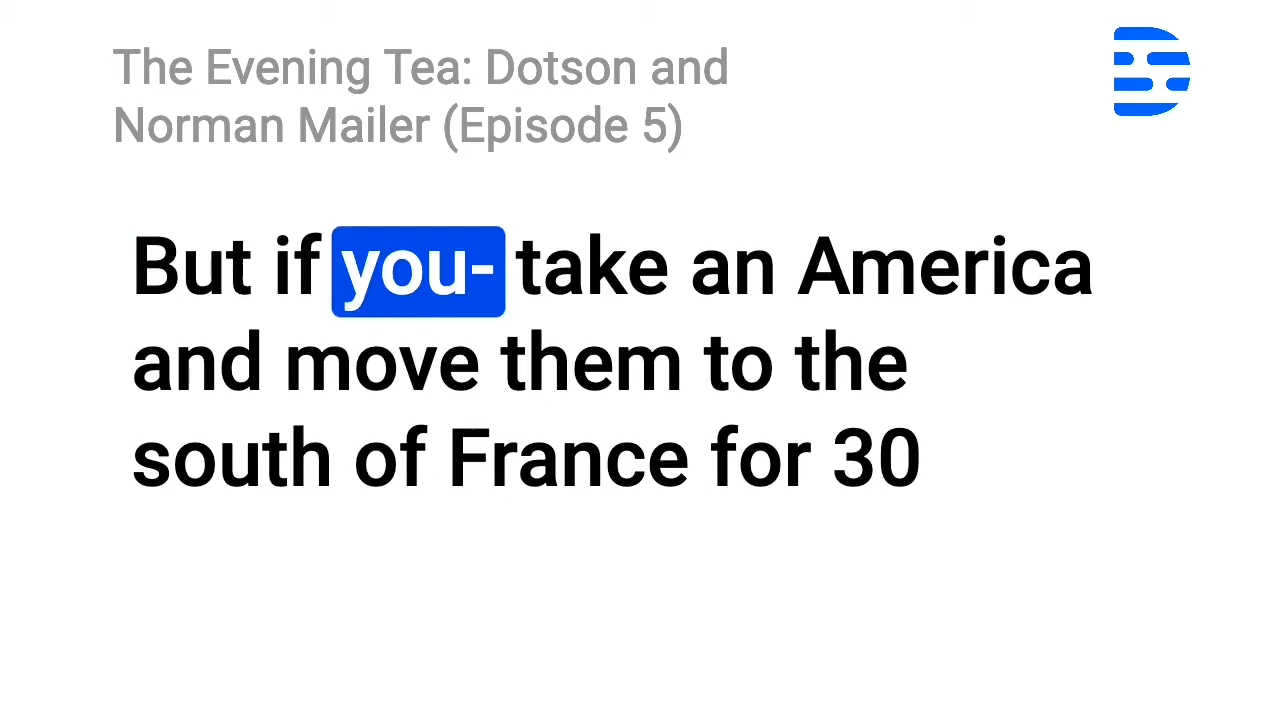 The Evening Tea: Dotson and
Norman Mailer (Episode 5)
But if you- take an America
and move them to the
south of France for 30